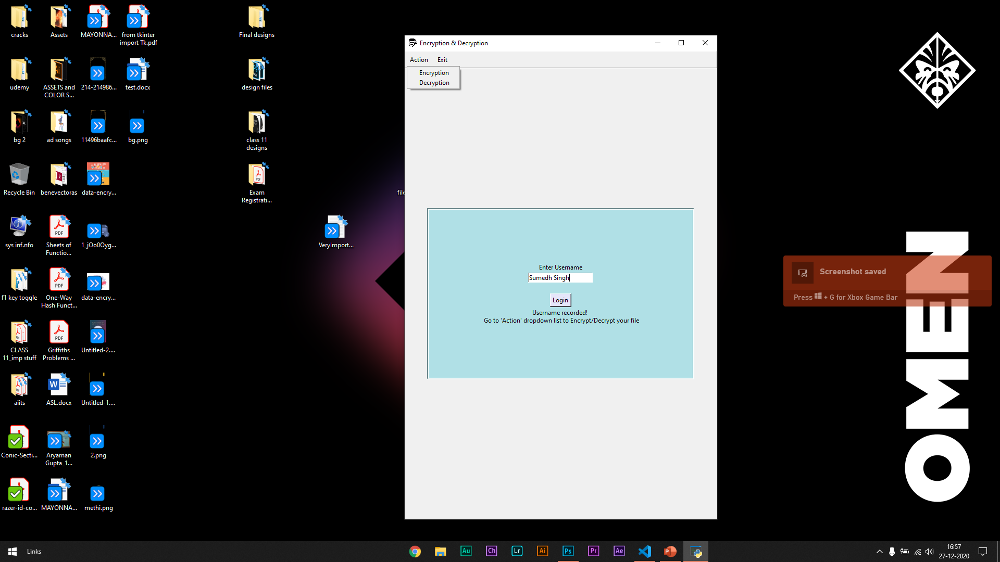 cracks
Assets
MAYONNA...
from tkinter
import Tk.pdf
Final designs
udemy
ASSETS and
COLOR S...
214-214986...
test.docx
design files
bg 2
ad songs
11496baafc...
bg.png
class 11
designs
Recycle Bin
benevectoras
data-encry...
Exam
Registrati...
file
sys inf.nfo
Sheets of
Functio...
1_jOo0Oyg...
VeryImport...
f1 key toggle
One-Way
Hash Funct...
data-encry...
CLASS
11_imp stuff
Griffiths
Problems ...
Untitled-2....
aiits
ASL.docx
Untitled-1....
Conic-Secti...
Aryaman
Gupta_1...
2.png
razer-id-co...
MAYONNA...
methi.png
PDF
PDF
PDF
PDF
Encryption & Decryption
Action Exit
Encryption
Decryption
Enter Username
Sumedh Singh
Login
Username recorded!
Go to 'Action' dropdown list to Encrypt/Decrypt your file
Screenshot saved
Press + G for Xbox Game Bar
OMEN
Links
Au
Ch
Lr
Ai
Ps
Pr
Ae
P
16:57
27-12-2020